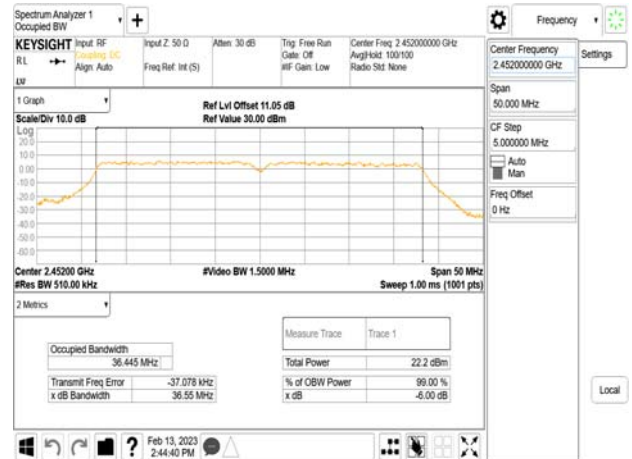 Spectrum Analyzer 1
Occupied BW
Frequency
KEYSIGHT
Input: RF
Input Z: 50 Ω
Atten: 30 dB
Trig: Free Run
Center Freq: 2.452000000 GHz
RL
Coupling: DC
Gate: Off
Avg|Hold: 100/100
Align: Auto
Freq Ref: Int (S)
#IF Gain: Low
Radio Std: None
Center Frequency
2.452000000 GHz
Settings
Span
50.000 MHz
CF Step
5.000000 MHz
Auto
Man
Freq Offset
0 Hz
1 Graph
Ref Lvl Offset 11.05 dB
Scale/Div 10.0 dB
Ref Value 30.00 dBm
Log
20.0
10.0
0.00
-10.0
-20.0
-30.0
-40.0
-50.0
-60.0
Center 2.45200 GHz
#Video BW 1.5000 MHz
Span 50 MHz
#Res BW 510.00 kHz
Sweep 1.00 ms (1001 pts)
2 Metrics
Measure Trace
Trace 1
Occupied Bandwidth
36.445 MHz
Total Power
22.2 dBm
Transmit Freq Error
-37.078 kHz
% of OBW Power
99.00 %
x dB Bandwidth
36.55 MHz
x dB
-6.00 dB
Local
?
Feb 13, 2023
2:44:40 PM